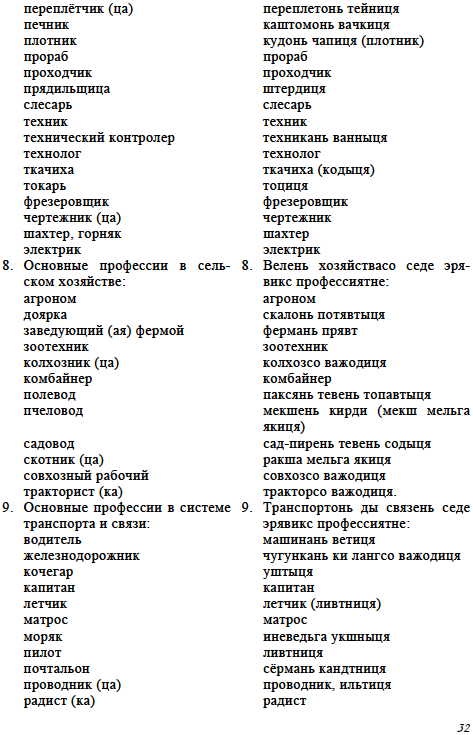 переплётчик (ца) переплетонь тейниця
печник каштомонь вачкиця
плотник кудонь чапиця (плотник)
прораб прораб
проходчик проходчик
прядильщица штердиця
слесарь слесарь
техник техник
технический контролер техникань ванныця
технолог технолог
ткачиха ткачиха (кодыця)
токарь тоциця
фрезеровщик фрезеровщик
чертежник (ца) чертежник
шахтер, горняк шахтер
электрик электрик
8. Основные профессии в сель- 8. Велень хозяйствасо седе эря-
ском хозяйстве: викс профессиятне:
агроном агроном
доярка скалонь потявтыця
заведующий (ая) фермой фермань прявт
зоотехник зоотехник
колхозник (ца) колхозсо важодиця
комбайнер комбайнер
полевод паксянь тевень топавтыця
пчеловод мекшень кирди (мекш мельга
якиця)
садовод сад-пирень тевень содыця
скотник (ца) ракша мельга якиця
совхозный рабочий совхозсо важодиця
тракторист (ка) тракторсо важодиця.
9. Основные профессии в системе 9. Транспортонь ды связень седе
транспорта и связи: эрявикс профессиятне:
водитель машинань ветиця
железнодорожник чугункань ки лангсо важодиця
кочегар уштыця
капитан капитан
летчик летчик (ливтниця)
матрос матрос
моряк иневедьга укшныця
пилот ливтниця
почтальон сёрмань кандтниця
проводник (ца) проводник, ильтиця
радист (ка) радист
32